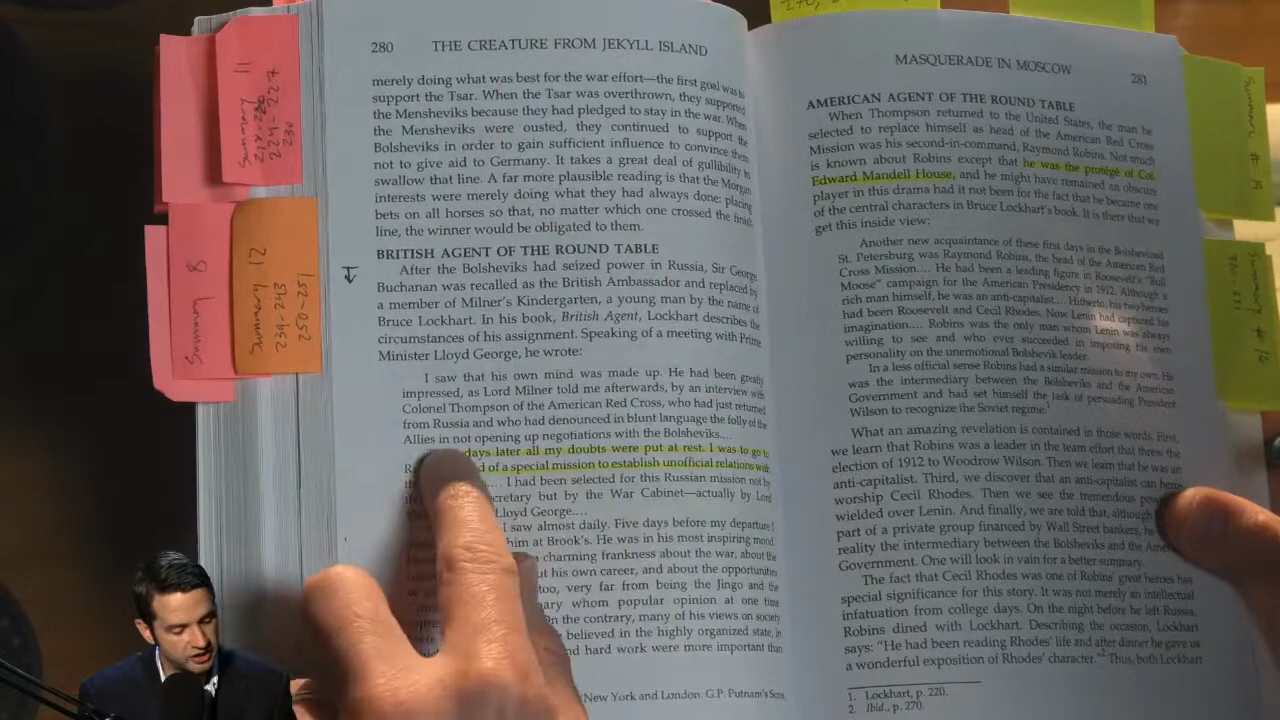 280 THE CREATURE FROM JEKYLL ISLAND
merely doing what was best for the war effort—the first goal was to
support the Tsar. When the Tsar was overthrown, they supported
the Mensheviks because they had pledged to stay in the war. When
the Mensheviks were ousted, they continued to support the
Bolsheviks in order to gain sufficient influence to convince them
not to give aid to Germany. It takes a great deal of gullibility to
swallow that line. A far more plausible reading is that the Morgan
interests were merely doing what they had always done: placing
bets on all horses so that, no matter which one crossed the finish
line, the winner would be obligated to them.
BRITISH AGENT OF THE ROUND TABLE
After the Bolsheviks had seized power in Russia, Sir George
Buchanan was recalled as the British Ambassador and replaced by
a member of Milner's Kindergarten, a young man by the name of
Bruce Lockhart. In his book, British Agent, Lockhart describes the
circumstances of his assignment. Speaking of a meeting with Prime
Minister Lloyd George, he wrote:
I saw that his own mind was made up. He had been greatly
impressed, as Lord Milner told me afterwards, by an interview with
Colonel Thompson of the American Red Cross, who had just returned
from Russia and who had denounced in blunt language the folly of the
Allies in not opening up negotiations with the Bolsheviks....
days later all my doubts were put at rest. I was to go to
of a special mission to establish unofficial relations with
.... I had been selected for this Russian mission not by
cretary but by the War Cabinet—actually by Lord
Lloyd George....
I saw almost daily. Five days before my departure I
him at Brook's. He was in his most inspiring mood.
charming frankness about the war, about the
ut his own career, and about the opportunities
too, very far from being the Jingo and the
nary whom popular opinion at one time
On the contrary, many of his views on society
believed in the highly organized state, in
nd hard work were more important than
New York and London: G.P. Putnam's Sons
MASQUERADE IN MOSCOW 281
AMERICAN AGENT OF THE ROUND TABLE
When Thompson returned to the United States, the man he
selected to replace himself as head of the American Red Cross
Mission was his second-in-command, Raymond Robins. Not much
is known about Robins except that he was the protégé of Col.
Edward Mandell House, and he might have remained an obscure
player in this drama had it not been for the fact that he became one
of the central characters in Bruce Lockhart's book. It is there that we
get this inside view:
Another new acquaintance of these first days in the Bolshevized
St. Petersburg was Raymond Robins, the head of the American Red
Cross Mission.... He had been a leading figure in Roosevelt's "Bull
Moose" campaign for the American Presidency in 1912. Although a
rich man himself, he was an anti-capitalist.... Hitherto, his two heroes
had been Roosevelt and Cecil Rhodes. Now Lenin had captured his
imagination.... Robins was the only man whom Lenin was always
willing to see and who ever succeeded in imposing his own
personality on the unemotional Bolshevik leader.
In a less official sense Robins had a similar mission to my own. He
was the intermediary between the Bolsheviks and the American
Government and had set himself the task of persuading President
Wilson to recognize the Soviet regime.1
What an amazing revelation is contained in those words. First,
we learn that Robins was a leader in the team effort that threw the
election of 1912 to Woodrow Wilson. Then we learn that he was an
anti-capitalist. Third, we discover that an anti-capitalist can hero-
worship Cecil Rhodes. Then we see the tremendous power
wielded over Lenin. And finally, we are told that, although
part of a private group financed by Wall Street bankers, he
reality the intermediary between the Bolsheviks and the Ame
Government. One will look in vain for a better summary.
The fact that Cecil Rhodes was one of Robins' great heroes has
special significance for this story. It was not merely an intellectual
infatuation from college days. On the night before he left Russia,
Robins dined with Lockhart. Describing the occasion, Lockhart
says: "He had been reading Rhodes' life and after dinner he gave us
a wonderful exposition of Rhodes' character."2 Thus, both Lockhart
1. Lockhart, p. 220.
2. Ibid., p. 270.
Summary 11
224-227
230
Summary 8
Summary 12
239-243
250-251